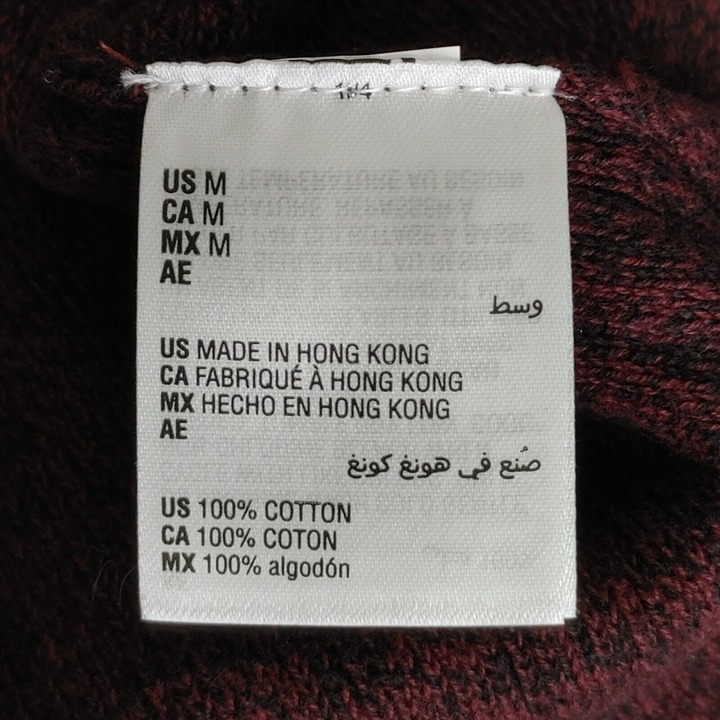 US M
CA M
MX M
AE
وسط
US MADE IN HONG KONG
CA FABRIQUÉ À HONG KONG
MX HECHO EN HONG KONG
AE
صُنع في هونغ كونغ
US 100% COTTON
CA 100% COTON
MX 100% algodón